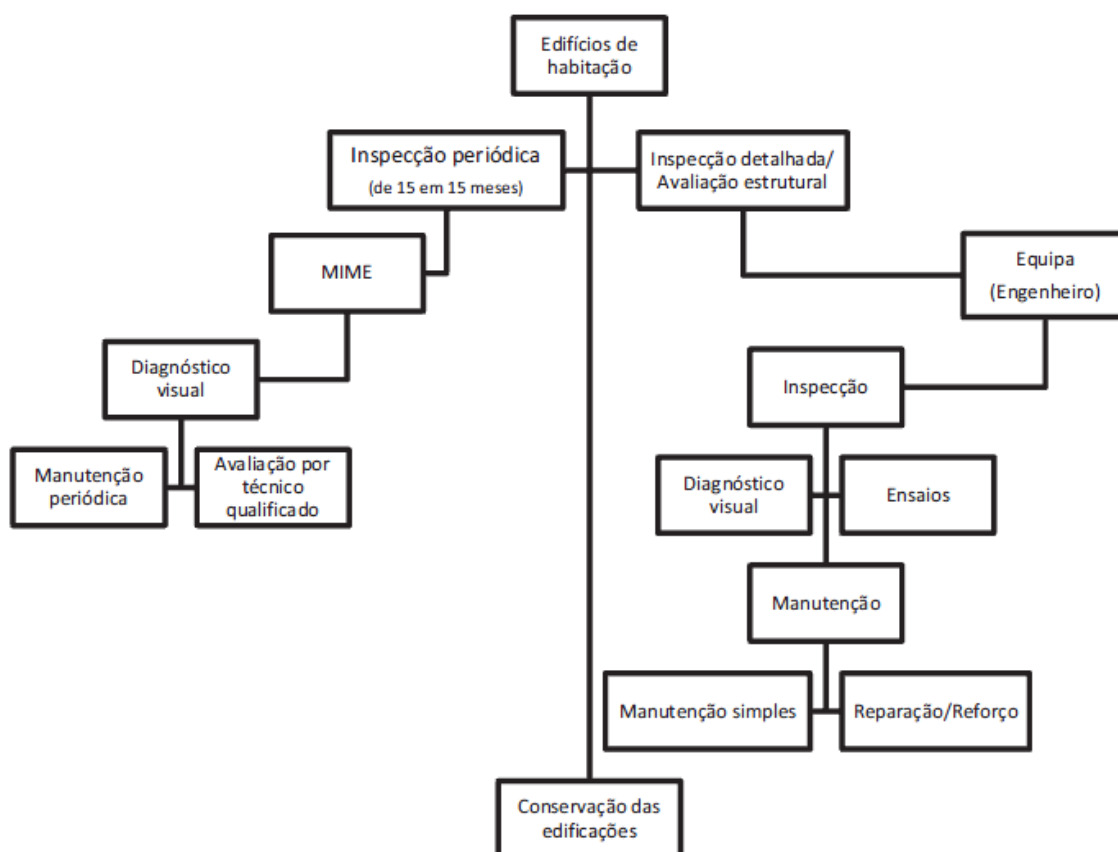 Edifícios de
habitação
Inspecção periódica
(de 15 em 15 meses)
Inspecção detalhada/
Avaliação estrutural
MIME
Equipa
(Engenheiro)
Diagnóstico
visual
Inspecção
Manutenção
periódica
Avaliação por
técnico
qualificado
Diagnóstico
visual
Ensaios
Manutenção
Manutenção simples
Reparação/Reforço
Conservação das
edificações